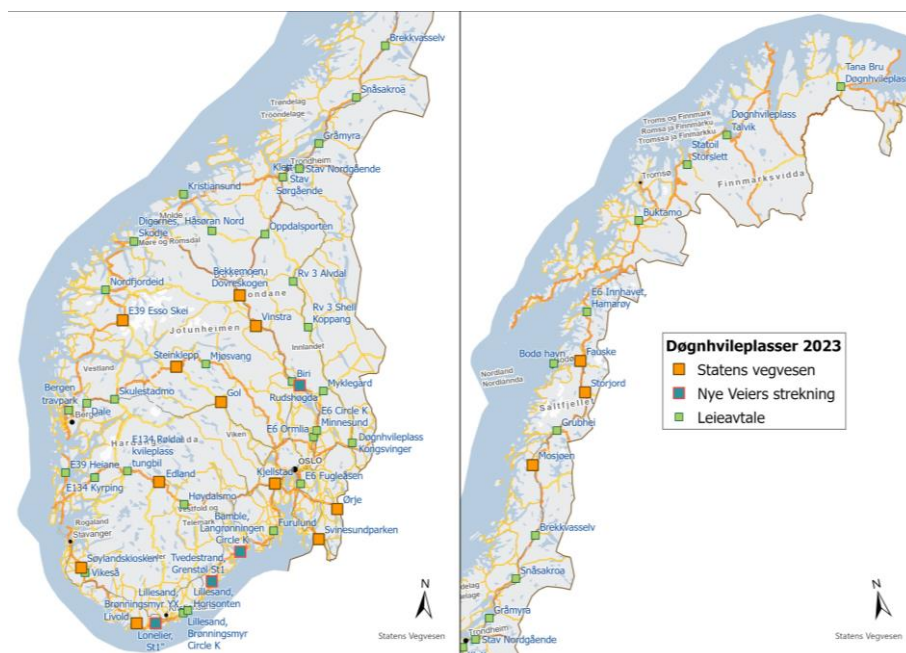 Brekkvasselv
Snåsakroa
Trøndelag
Trööndelage
Gråmyra
Trondheim
Stav Nordgående
Stav
Sørgående
Kristiansund
Molde
Digernes, Håsøran Nord
Skodje
Møre og Romsdal
Oppdalsporten
Bekkemoen,
Dovreskogen
Rv 3 Alvdal
Nordfjordeid
E39 Esso Skei
Vinstra
Rv 3 Shell
Koppang
Jotunheimen
Innlandet
Steinklepp
Mjøsvang
Vestland
Biri
Rudshøgda
Myklegard
Bergen
travpark
Skulestadmo
Dale
Gol
E6 Circle K
Minnesund
E6 Ormlia
Viken
Døgnhvileplass
Kongsvinger
E134 Røldal
kvileplass
tungbil
OSLO
E39 Heiane
E134 Kyrping
Edland
Kjellstad
E6 Fugleåsen
Høydalsmo
Ørje
Vestfold og
Telemark
Bamble,
Langrønningen
Circle K
Furulund
Svinesundparken
Rogaland
Stavanger
Tvedestrand,
Grenstøl St1
Søylandskiosken
Vikeså
Lillesand,
Brønningsmyr YX
Lillesand,
Horisonten
Livold
Lonelier,
St1"
Lillesand,
Brønningsmyr
Circle K
N
Statens Vegvesen
Tana Bru
Døgnhvileplass
Døgnhvileplass
Talvik
Troms og Finnmark
Romsa ja Finnmárku
Tromssa ja Finmarkku
Statoil
Storslett
Tromsø
Finnmarksvidda
Buktamo
E6 Innhavet,
Hamarøy
Bodø havn
Fauske
Nordland
Nordlánnda
Storjord
Saltfjellet
Grubhei
Mosjøen
Brekkvasselv
Snåsakroa
Gråmyra
Trondheim
Stav Nordgående
Døgnhvileplasser 2023
Statens vegvesen
Nye Veiers strekning
Leieavtale
N
Statens Vegvesen